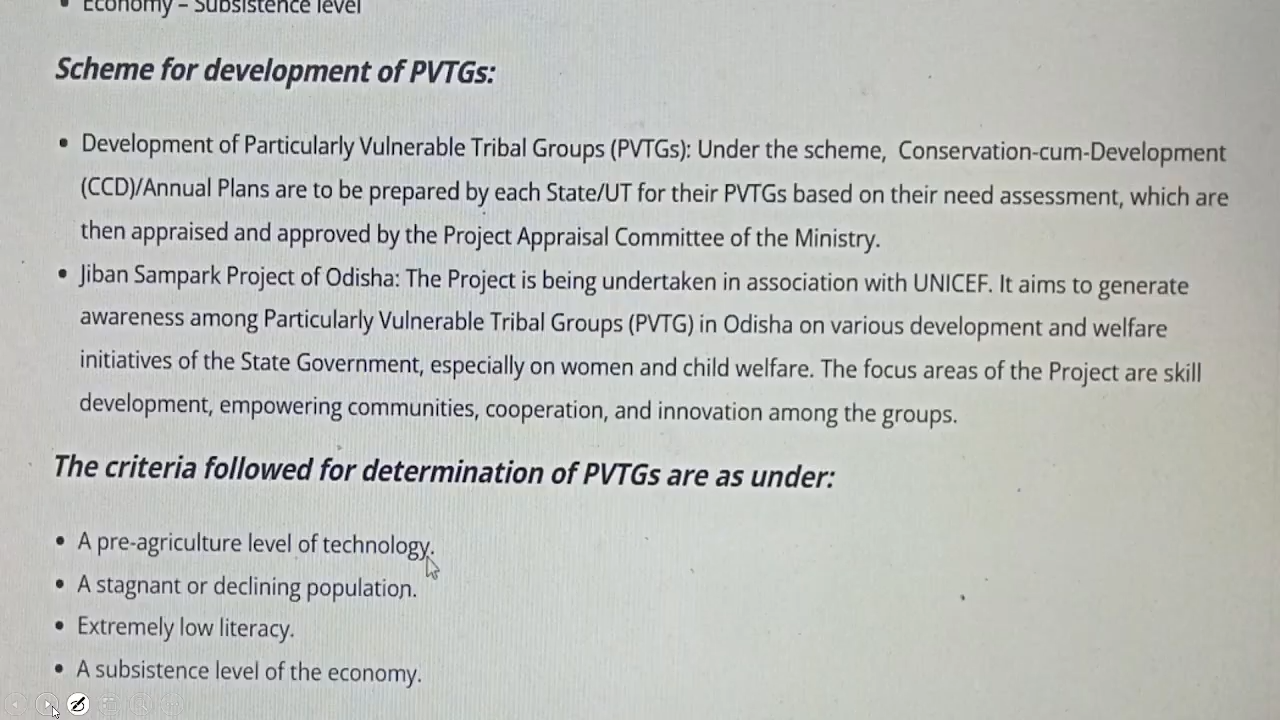 • Economy – Subsistence level
Scheme for development of PVTGs:
• Development of Particularly Vulnerable Tribal Groups (PVTGs): Under the scheme, Conservation-cum-Development
(CCD)/Annual Plans are to be prepared by each State/UT for their PVTGs based on their need assessment, which are
then appraised and approved by the Project Appraisal Committee of the Ministry.
• Jiban Sampark Project of Odisha: The Project is being undertaken in association with UNICEF. It aims to generate
awareness among Particularly Vulnerable Tribal Groups (PVTG) in Odisha on various development and welfare
initiatives of the State Government, especially on women and child welfare. The focus areas of the Project are skill
development, empowering communities, cooperation, and innovation among the groups.
The criteria followed for determination of PVTGs are as under:
• A pre-agriculture level of technology.
• A stagnant or declining population.
• Extremely low literacy.
• A subsistence level of the economy.